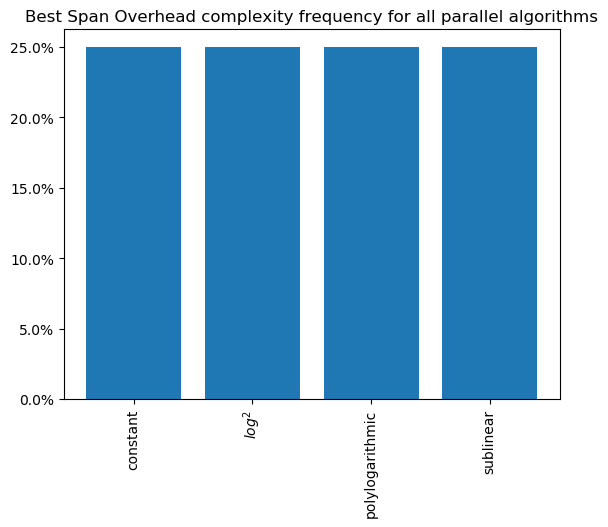 Best Span Overhead complexity frequency for all parallel algorithms
25.0%
20.0%
15.0%
10.0%
5.0%
0.0%
constant
log²
polylogarithmic
sublinear